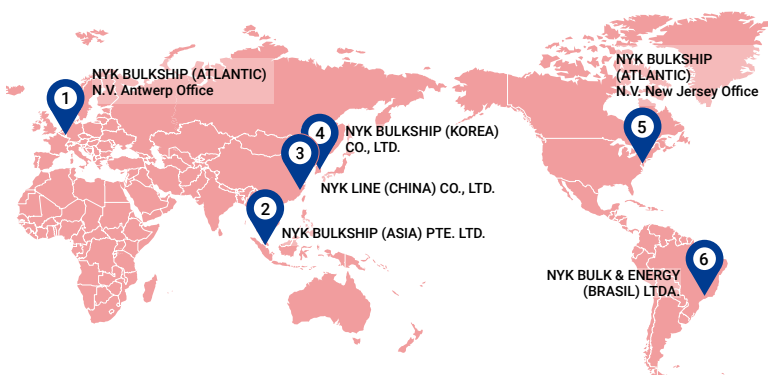 1
NYK BULKSHIP (ATLANTIC)
N.V. Antwerp Office
4
NYK BULKSHIP (KOREA)
CO., LTD.
3
NYK LINE (CHINA) CO., LTD.
2
NYK BULKSHIP (ASIA) PTE. LTD.
NYK BULKSHIP
(ATLANTIC)
N.V. New Jersey Office
5
6
NYK BULK & ENERGY
(BRASIL) LTDA.